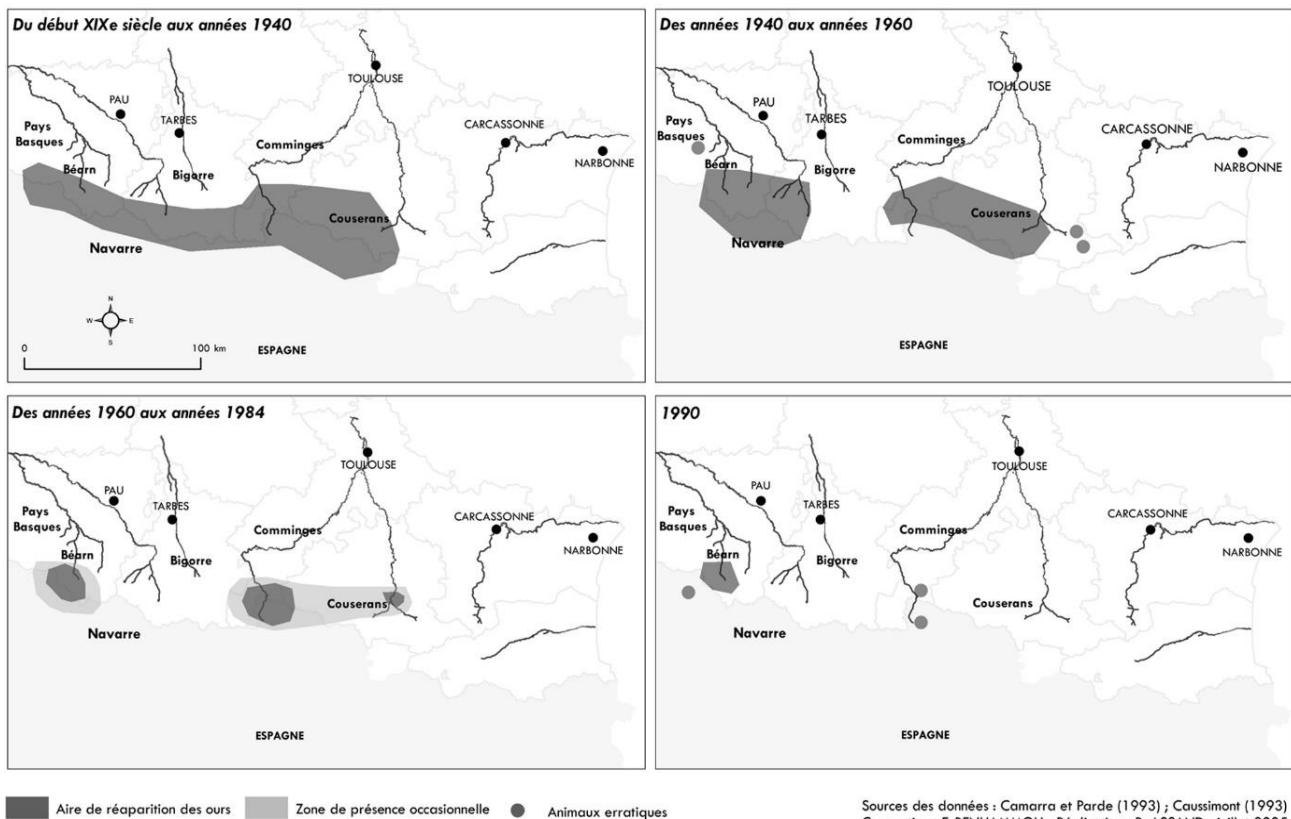 Du début XIXe siècle aux années 1940
TOULOUSE
PAU
TARBES
Pays
Basques
Comminges
CARCASSONNE
NARBONNE
Béarn
Bigorre
Couserans
Navarre
N
W E
S
0 100 km
ESPAGNE
Des années 1940 aux années 1960
TOULOUSE
PAU
TARBES
Pays
Basques
Comminges
CARCASSONNE
NARBONNE
Béarn
Bigorre
Couserans
Navarre
ESPAGNE
Des années 1960 aux années 1984
TOULOUSE
PAU
TARBES
Pays
Basques
Comminges
CARCASSONNE
NARBONNE
Béarn
Bigorre
Couserans
Navarre
ESPAGNE
1990
TOULOUSE
PAU
TARBES
Pays
Basques
Comminges
CARCASSONNE
NARBONNE
Béarn
Bigorre
Couserans
Navarre
ESPAGNE
Aire de réaparition des ours
Zone de présence occasionnelle
Animaux erratiques
Sources des données : Camarra et Parde (1993) ; Caussimont (1993)